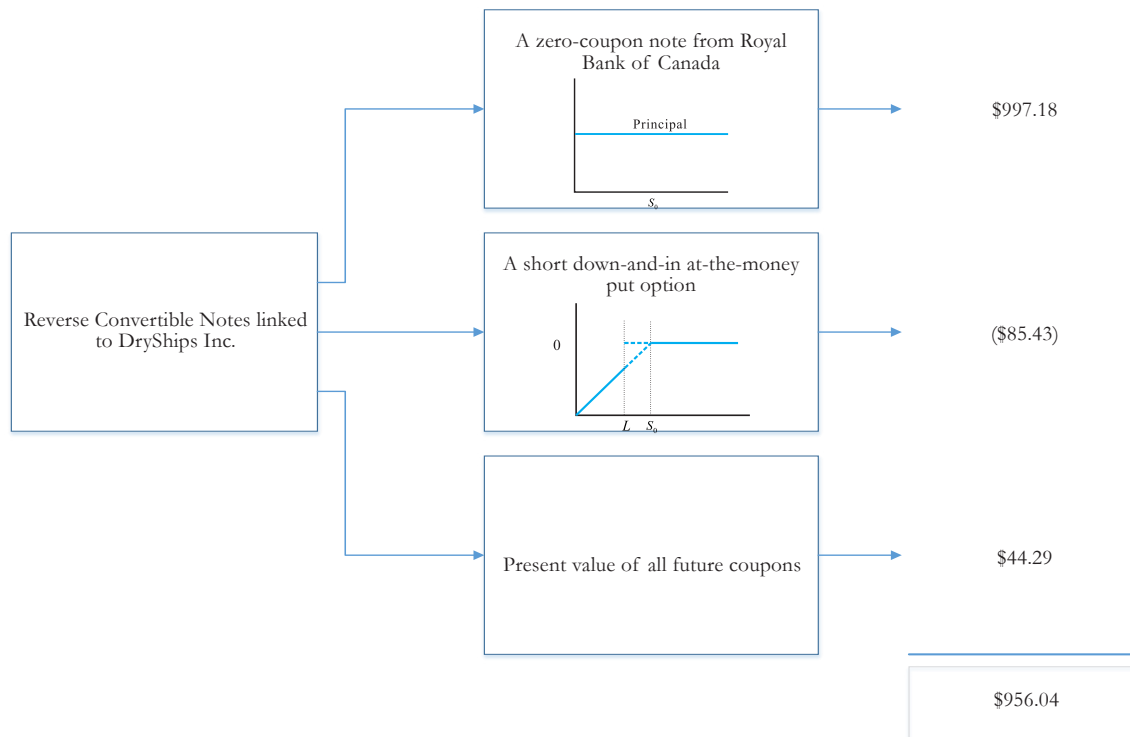 A zero-coupon note from Royal
Bank of Canada
Principal
S₀
$997.18
Reverse Convertible Notes linked
to DryShips Inc.
A short down-and-in at-the-money
put option
0
L S₀
($85.43)
Present value of all future coupons
$44.29
$956.04